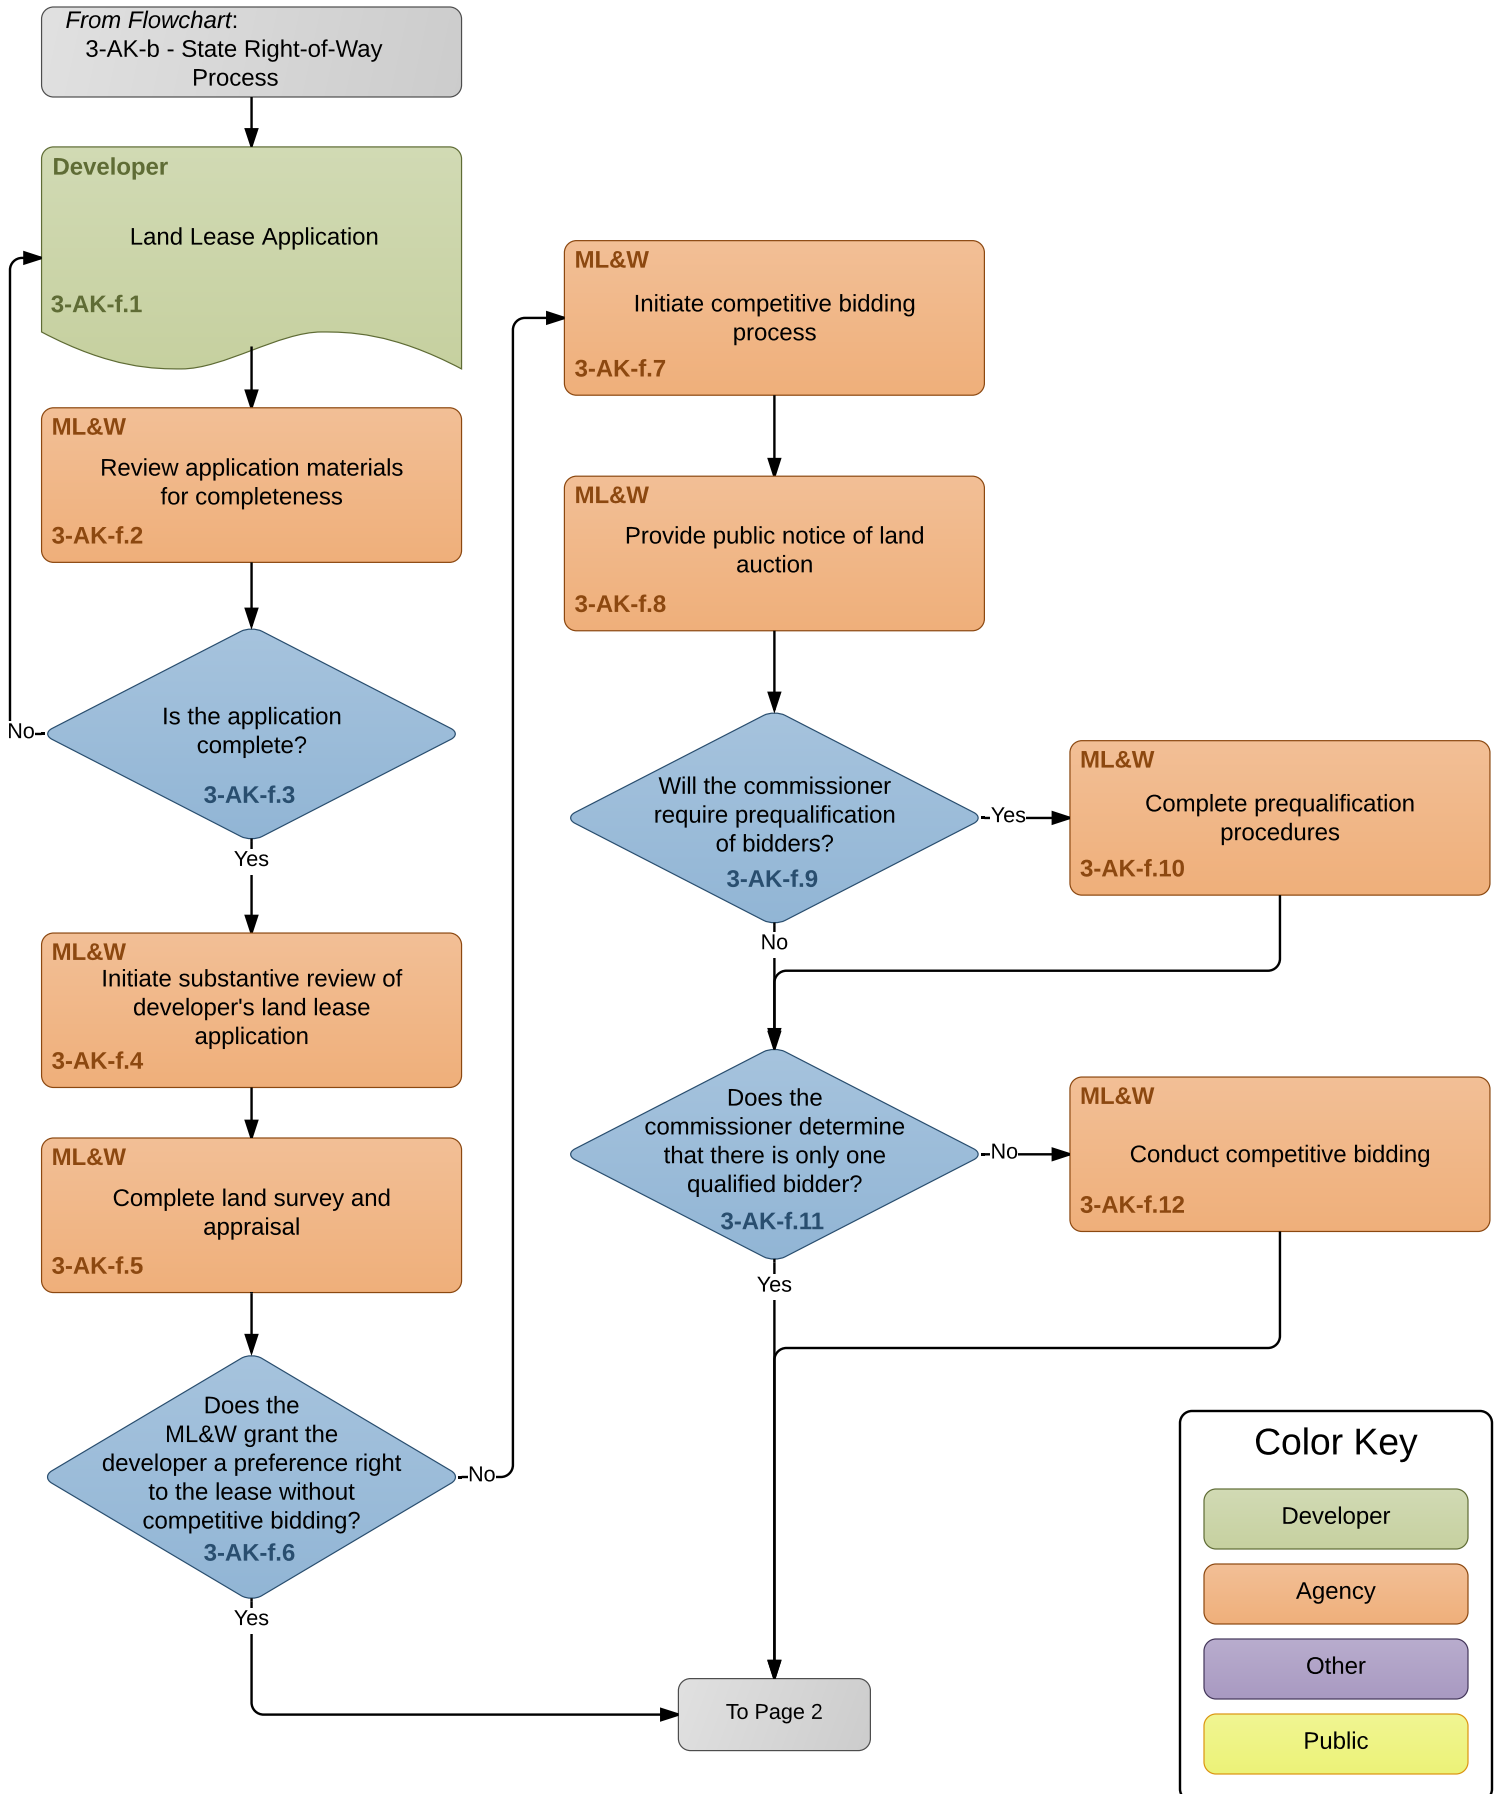 From Flowchart:
3-AK-b - State Right-of-Way
Process
Developer
Land Lease Application
3-AK-f.1
ML&W
Review application materials
for completeness
3-AK-f.2
Is the application
complete?
3-AK-f.3
No
Yes
ML&W
Initiate substantive review of
developer's land lease
application
3-AK-f.4
ML&W
Complete land survey and
appraisal
3-AK-f.5
Does the
ML&W grant the
developer a preference right
to the lease without
competitive bidding?
3-AK-f.6
No
Yes
ML&W
Initiate competitive bidding
process
3-AK-f.7
ML&W
Provide public notice of land
auction
3-AK-f.8
Will the commissioner
require prequalification
of bidders?
3-AK-f.9
Yes
No
ML&W
Complete prequalification
procedures
3-AK-f.10
Does the
commissioner determine
that there is only one
qualified bidder?
3-AK-f.11
No
Yes
ML&W
Conduct competitive bidding
3-AK-f.12
To Page 2
Color Key
Developer
Agency
Other
Public